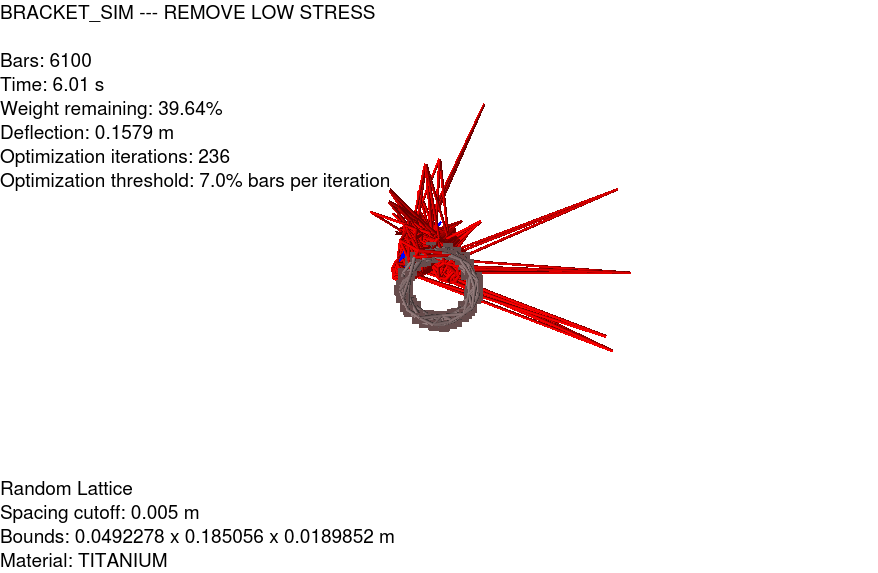 BRACKET_SIM --- REMOVE LOW STRESS
Bars: 6100
Time: 6.01 s
Weight remaining: 39.64%
Deflection: 0.1579 m
Optimization iterations: 236
Optimization threshold: 7.0% bars per iteration
Random Lattice
Spacing cutoff: 0.005 m
Bounds: 0.0492278 x 0.185056 x 0.0189852 m
Material: TITANIUM